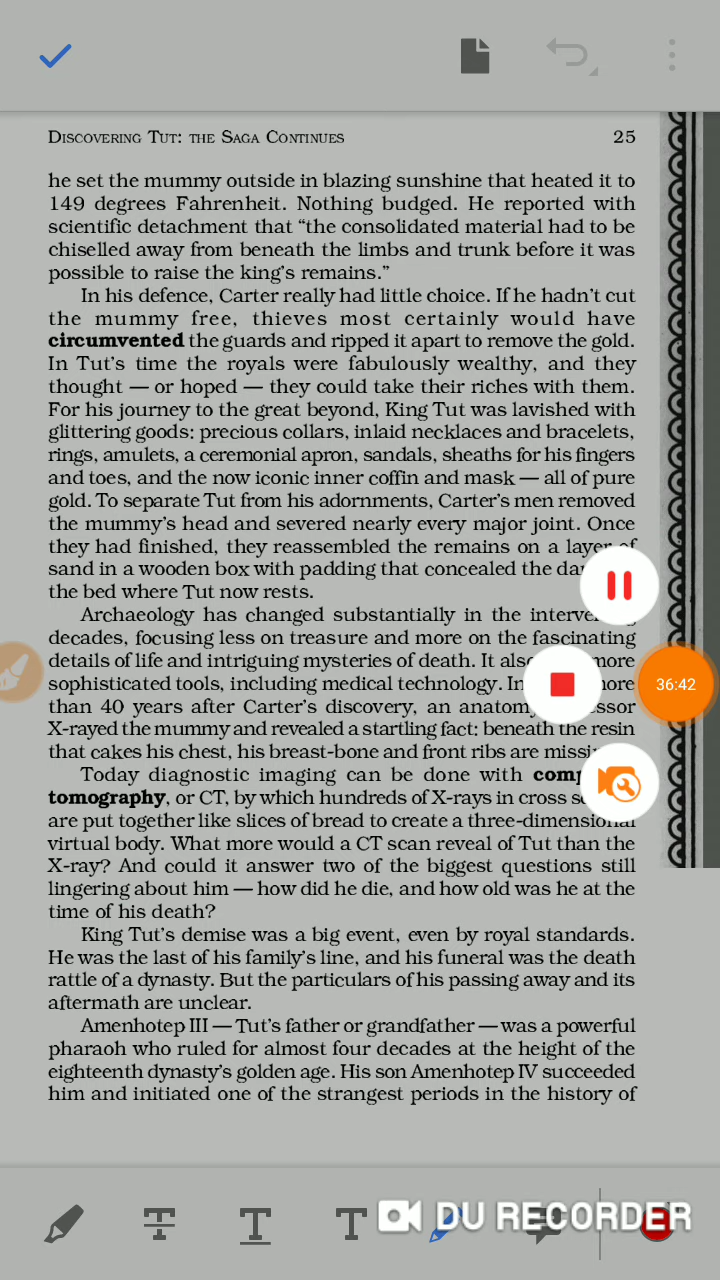 DISCOVERING TUT: THE SAGA CONTINUES 25
he set the mummy outside in blazing sunshine that heated it to
149 degrees Fahrenheit. Nothing budged. He reported with
scientific detachment that “the consolidated material had to be
chiselled away from beneath the limbs and trunk before it was
possible to raise the king’s remains.”
In his defence, Carter really had little choice. If he hadn’t cut
the mummy free, thieves most certainly would have
circumvented the guards and ripped it apart to remove the gold.
In Tut’s time the royals were fabulously wealthy, and they
thought — or hoped — they could take their riches with them.
For his journey to the great beyond, King Tut was lavished with
glittering goods: precious collars, inlaid necklaces and bracelets,
rings, amulets, a ceremonial apron, sandals, sheaths for his fingers
and toes, and the now iconic inner coffin and mask — all of pure
gold. To separate Tut from his adornments, Carter’s men removed
the mummy’s head and severed nearly every major joint. Once
they had finished, they reassembled the remains on a layer of
sand in a wooden box with padding that concealed the
the bed where Tut now rests.
Archaeology has changed substantially in the
decades, focusing less on treasure and more on the fascinating
details of life and intriguing mysteries of death. It more
sophisticated tools, including medical technology. In more
than 40 years after Carter’s discovery, an
X-rayed the mummy and revealed a startling fact: beneath the resin
that cakes his chest, his breast-bone and front ribs are
Today diagnostic imaging can be done with
tomography, or CT, by which hundreds of X-rays in cross
are put together like slices of bread to create a three-dimensional
virtual body. What more would a CT scan reveal of Tut than the
X-ray? And could it answer two of the biggest questions still
lingering about him — how did he die, and how old was he at the
time of his death?
King Tut’s demise was a big event, even by royal standards.
He was the last of his family’s line, and his funeral was the death
rattle of a dynasty. But the particulars of his passing away and its
aftermath are unclear.
Amenhotep III — Tut’s father or grandfather — was a powerful
pharaoh who ruled for almost four decades at the height of the
eighteenth dynasty’s golden age. His son Amenhotep IV succeeded
him and initiated one of the strangest periods in the history of
36:42
T T T
DU RECORDER